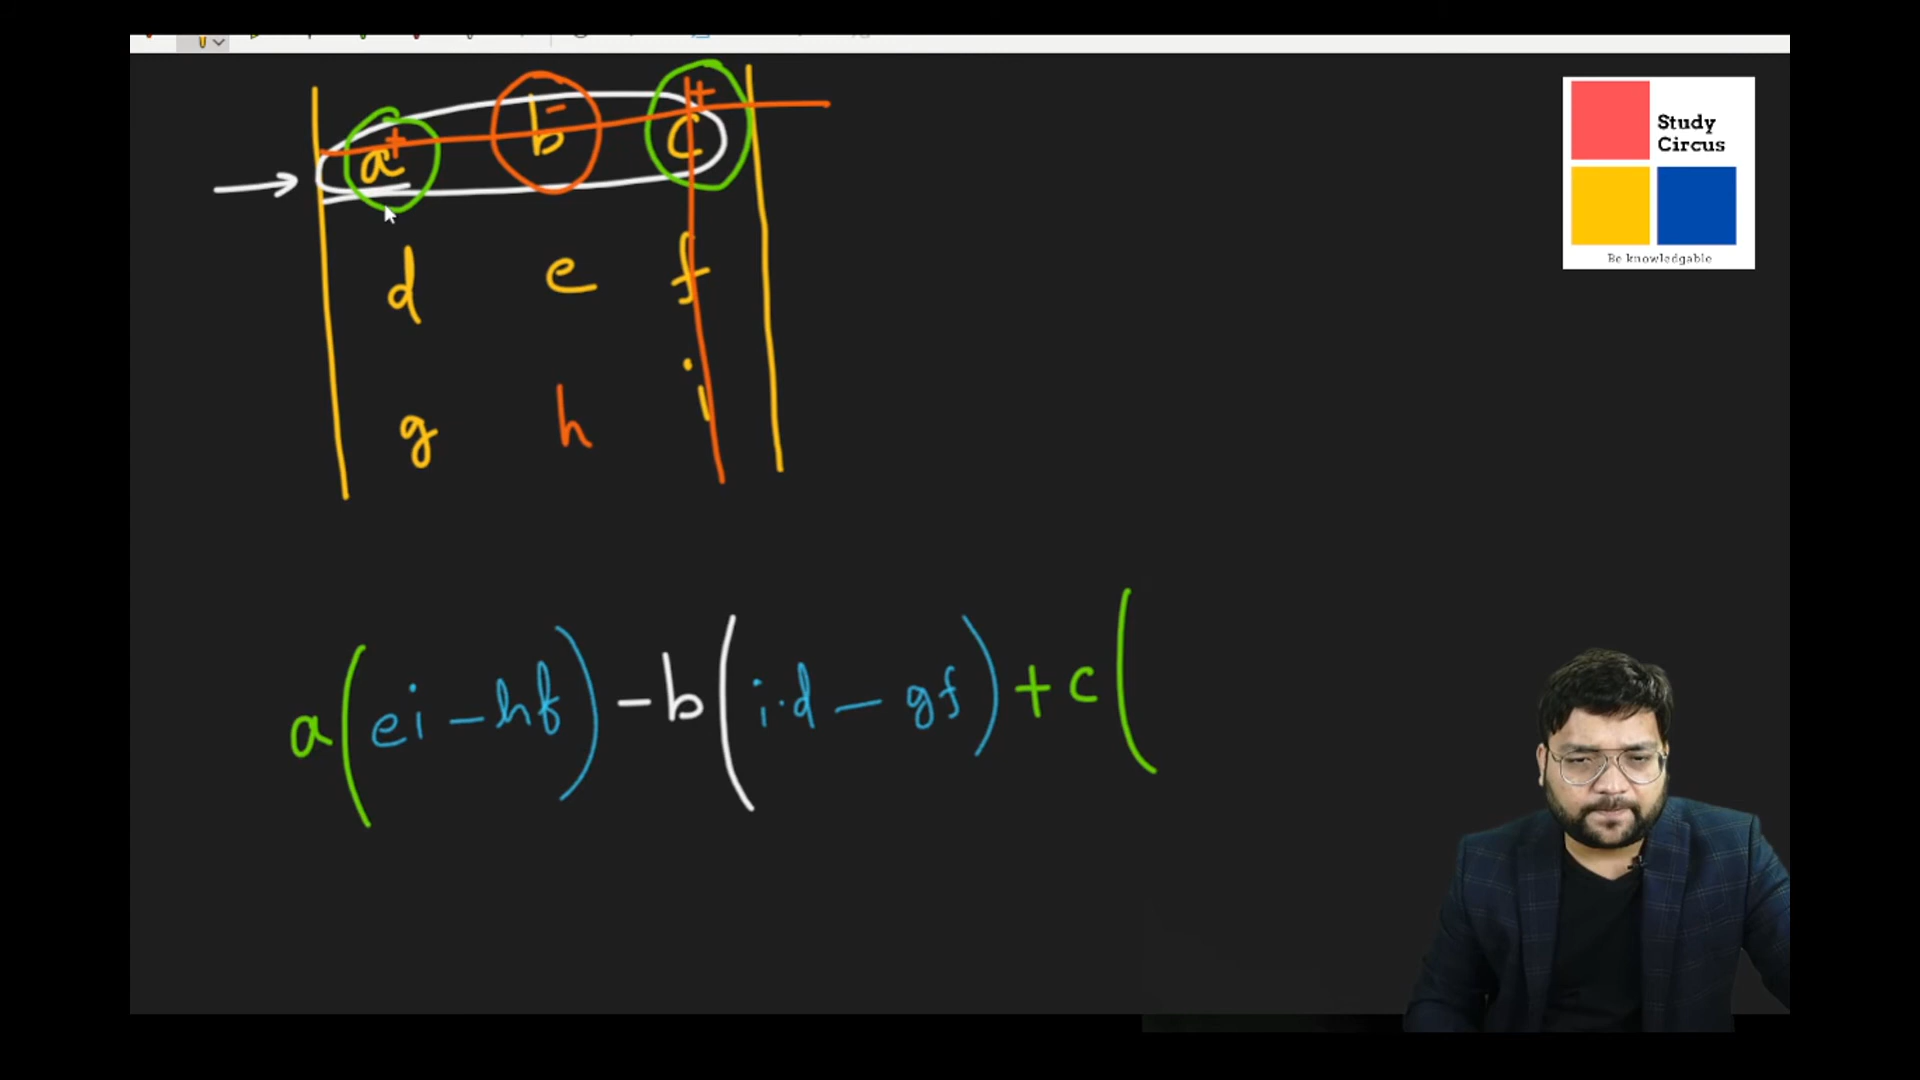 Study
Circus
Be knowledgable
a+ b- c+
d e f
g h i
a(ei-hf)-b(i·d-gf)+c(